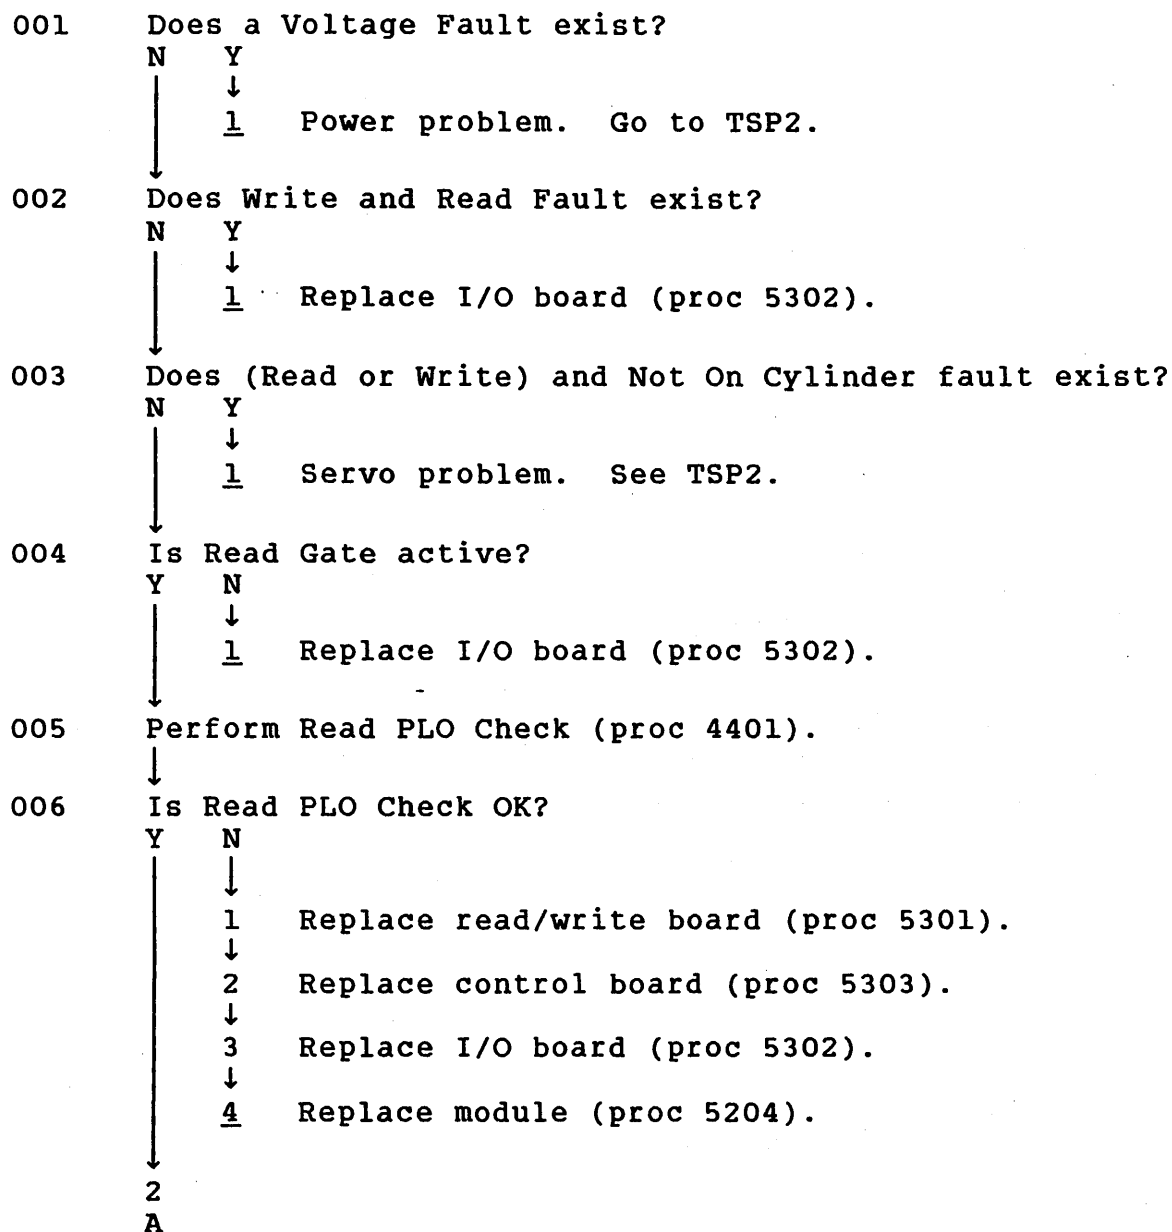 001 Does a Voltage Fault exist?
N Y
↓
1 Power problem. Go to TSP2.
002 Does Write and Read Fault exist?
N Y
↓
1 Replace I/O board (proc 5302).
003 Does (Read or Write) and Not On Cylinder fault exist?
N Y
↓
1 Servo problem. See TSP2.
004 Is Read Gate active?
Y N
↓
1 Replace I/O board (proc 5302).
005 Perform Read PLO Check (proc 4401).
↓
006 Is Read PLO Check OK?
Y N
↓
1 Replace read/write board (proc 5301).
↓
2 Replace control board (proc 5303).
↓
3 Replace I/O board (proc 5302).
↓
4 Replace module (proc 5204).
2
A